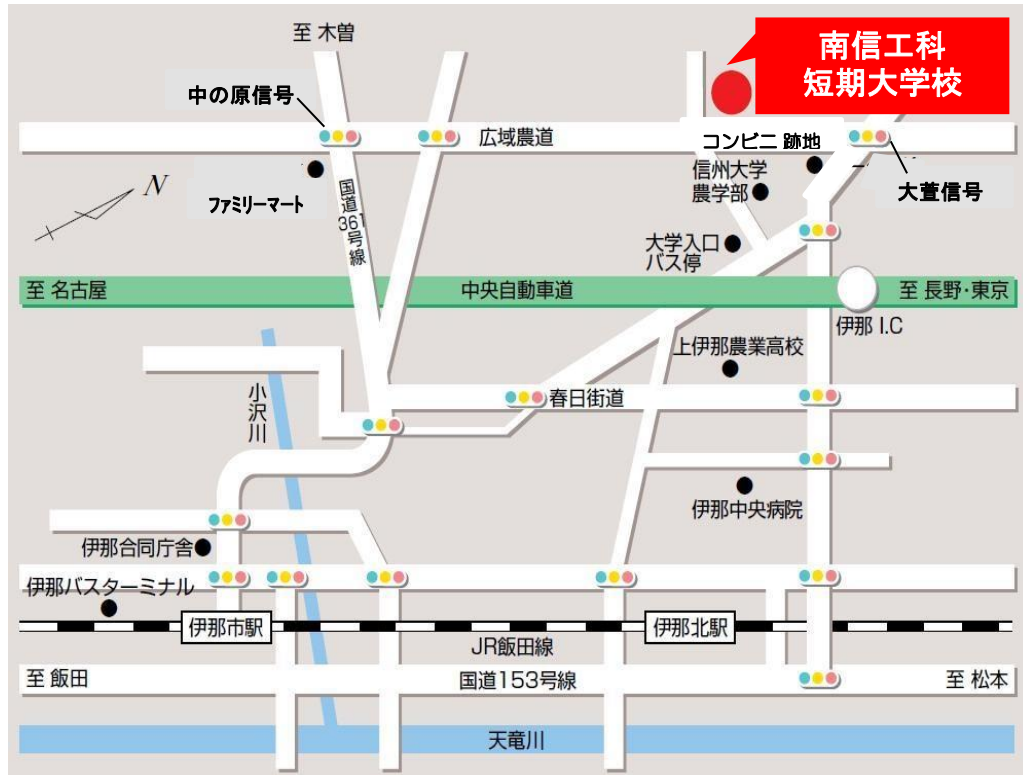 至 木曽
南信工科
短期大学校
中の原信号
広域農道
コンビニ 跡地
信州大学
農学部
大萱信号
N
ファミリーマート
国道361号線
大学入口
バス停
至 名古屋
中央自動車道
至 長野・東京
伊那 I.C
上伊那農業高校
小沢川
春日街道
伊那中央病院
伊那合同庁舎
伊那バスターミナル
伊那市駅
伊那北駅
JR飯田線
至 飯田
国道153号線
至 松本
天竜川